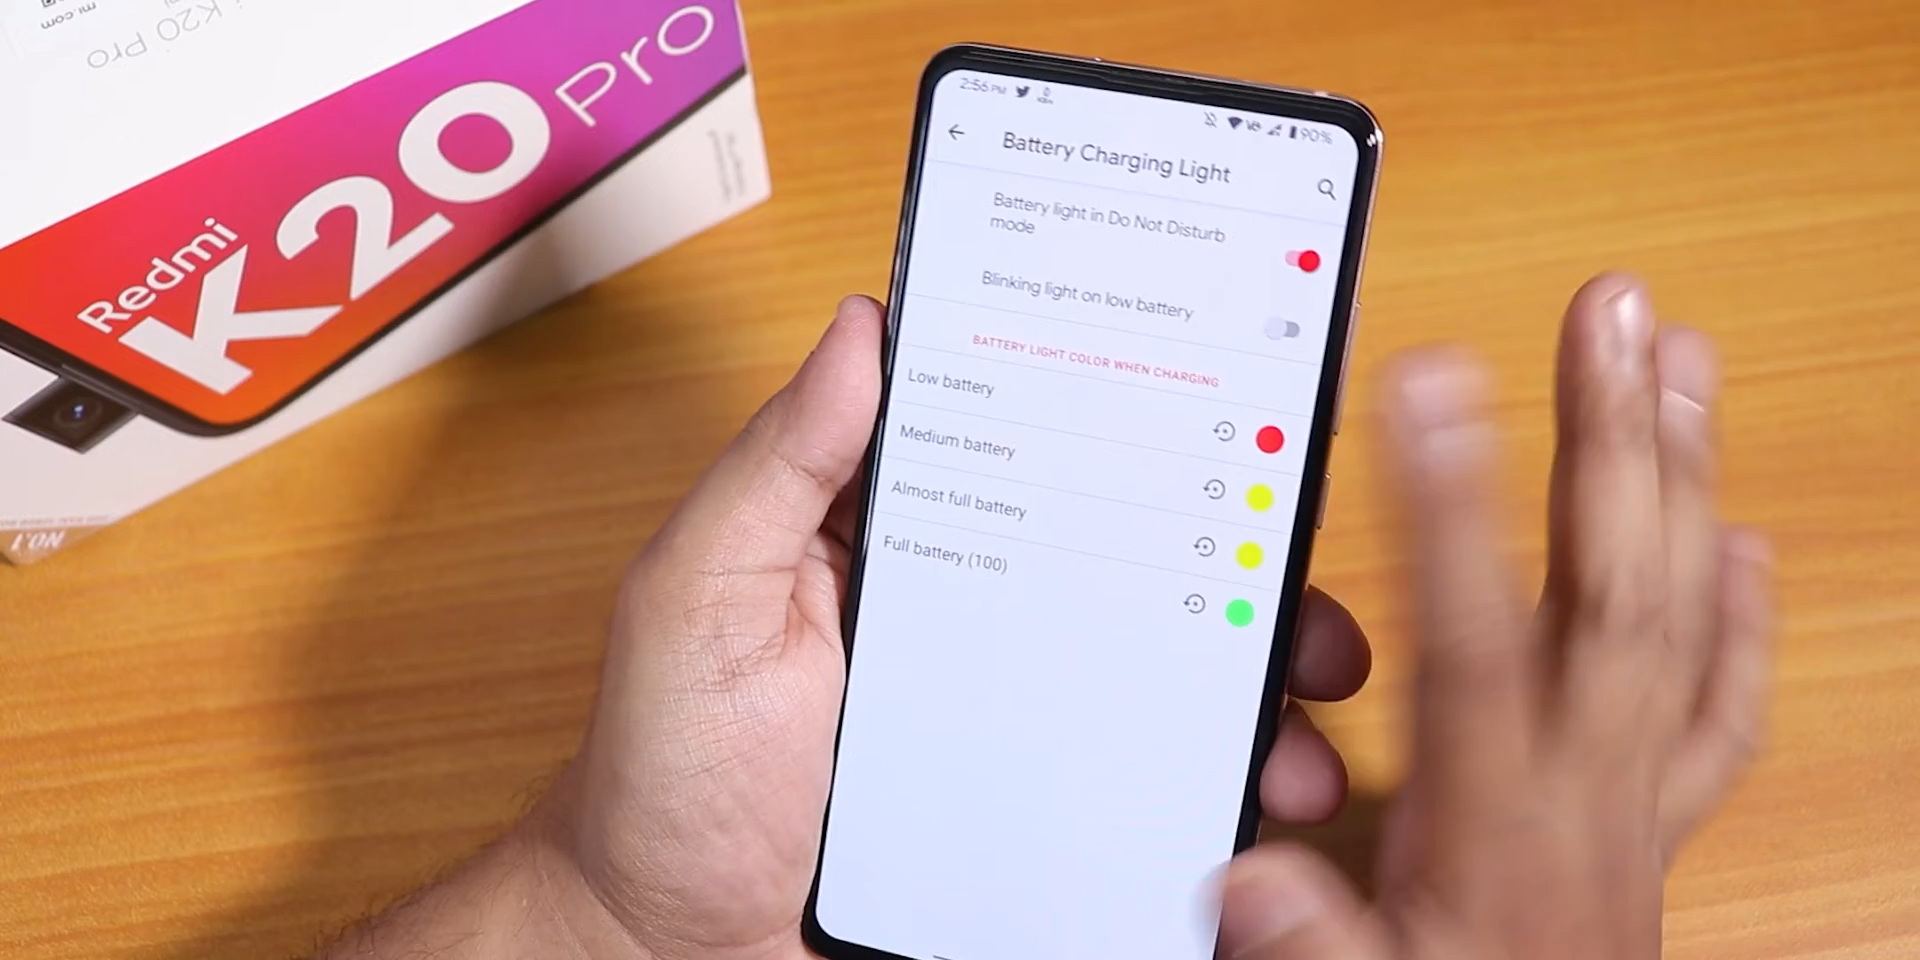 mi.com
K20 Pro
Redmi
K20 Pro
NO.1
2:56 PM
90%
Battery Charging Light
Battery light in Do Not Disturb
mode
Blinking light on low battery
BATTERY LIGHT COLOR WHEN CHARGING
Low battery
Medium battery
Almost full battery
Full battery (100)